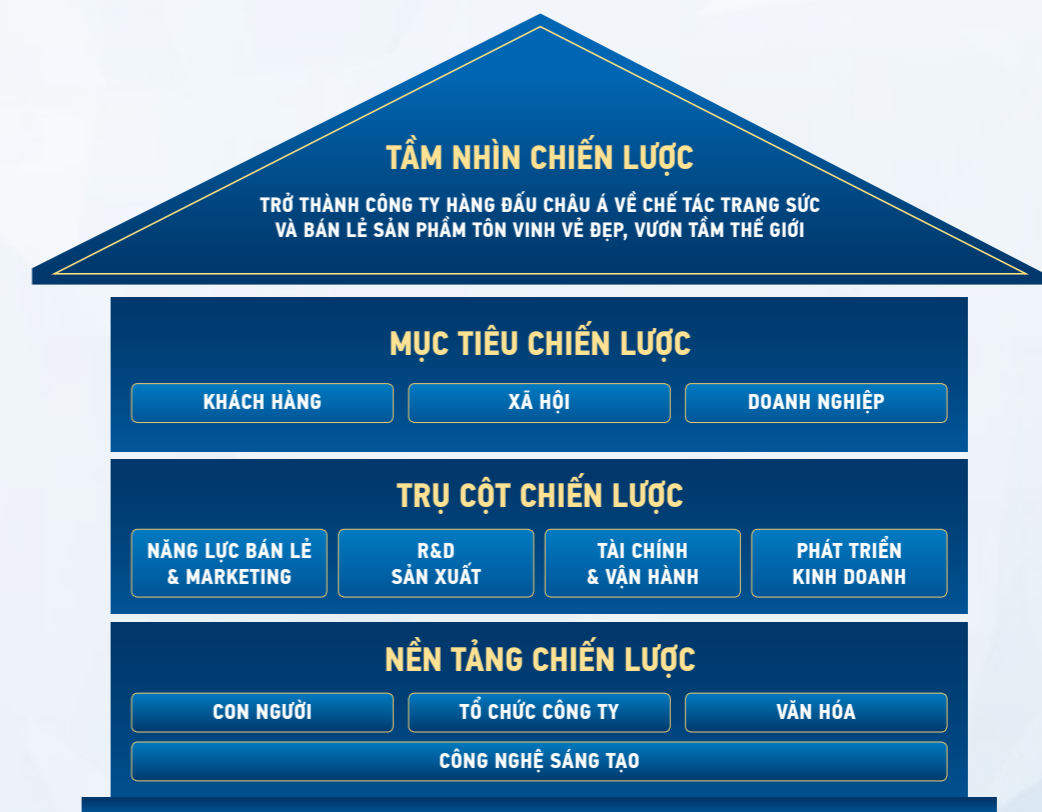 TẦM NHÌN CHIẾN LƯỢC
TRỞ THÀNH CÔNG TY HÀNG ĐẤU CHÂU Á VỀ CHẾ TÁC TRANG SỨC
VÀ BÁN LẺ SẢN PHẨM TÔN VINH VẺ ĐẸP, VƯƠN TẦM THẾ GIỚI
MỤC TIÊU CHIẾN LƯỢC
KHÁCH HÀNG
XÃ HỘI
DOANH NGHIỆP
TRỤ CỘT CHIẾN LƯỢC
NĂNG LỰC BÁN LẺ
& MARKETING
R&D
SẢN XUẤT
TÀI CHÍNH
& VẬN HÀNH
PHÁT TRIỂN
KINH DOANH
NỀN TẢNG CHIẾN LƯỢC
CON NGƯỜI
TỔ CHỨC CÔNG TY
VĂN HÓA
CÔNG NGHỆ SÁNG TẠO